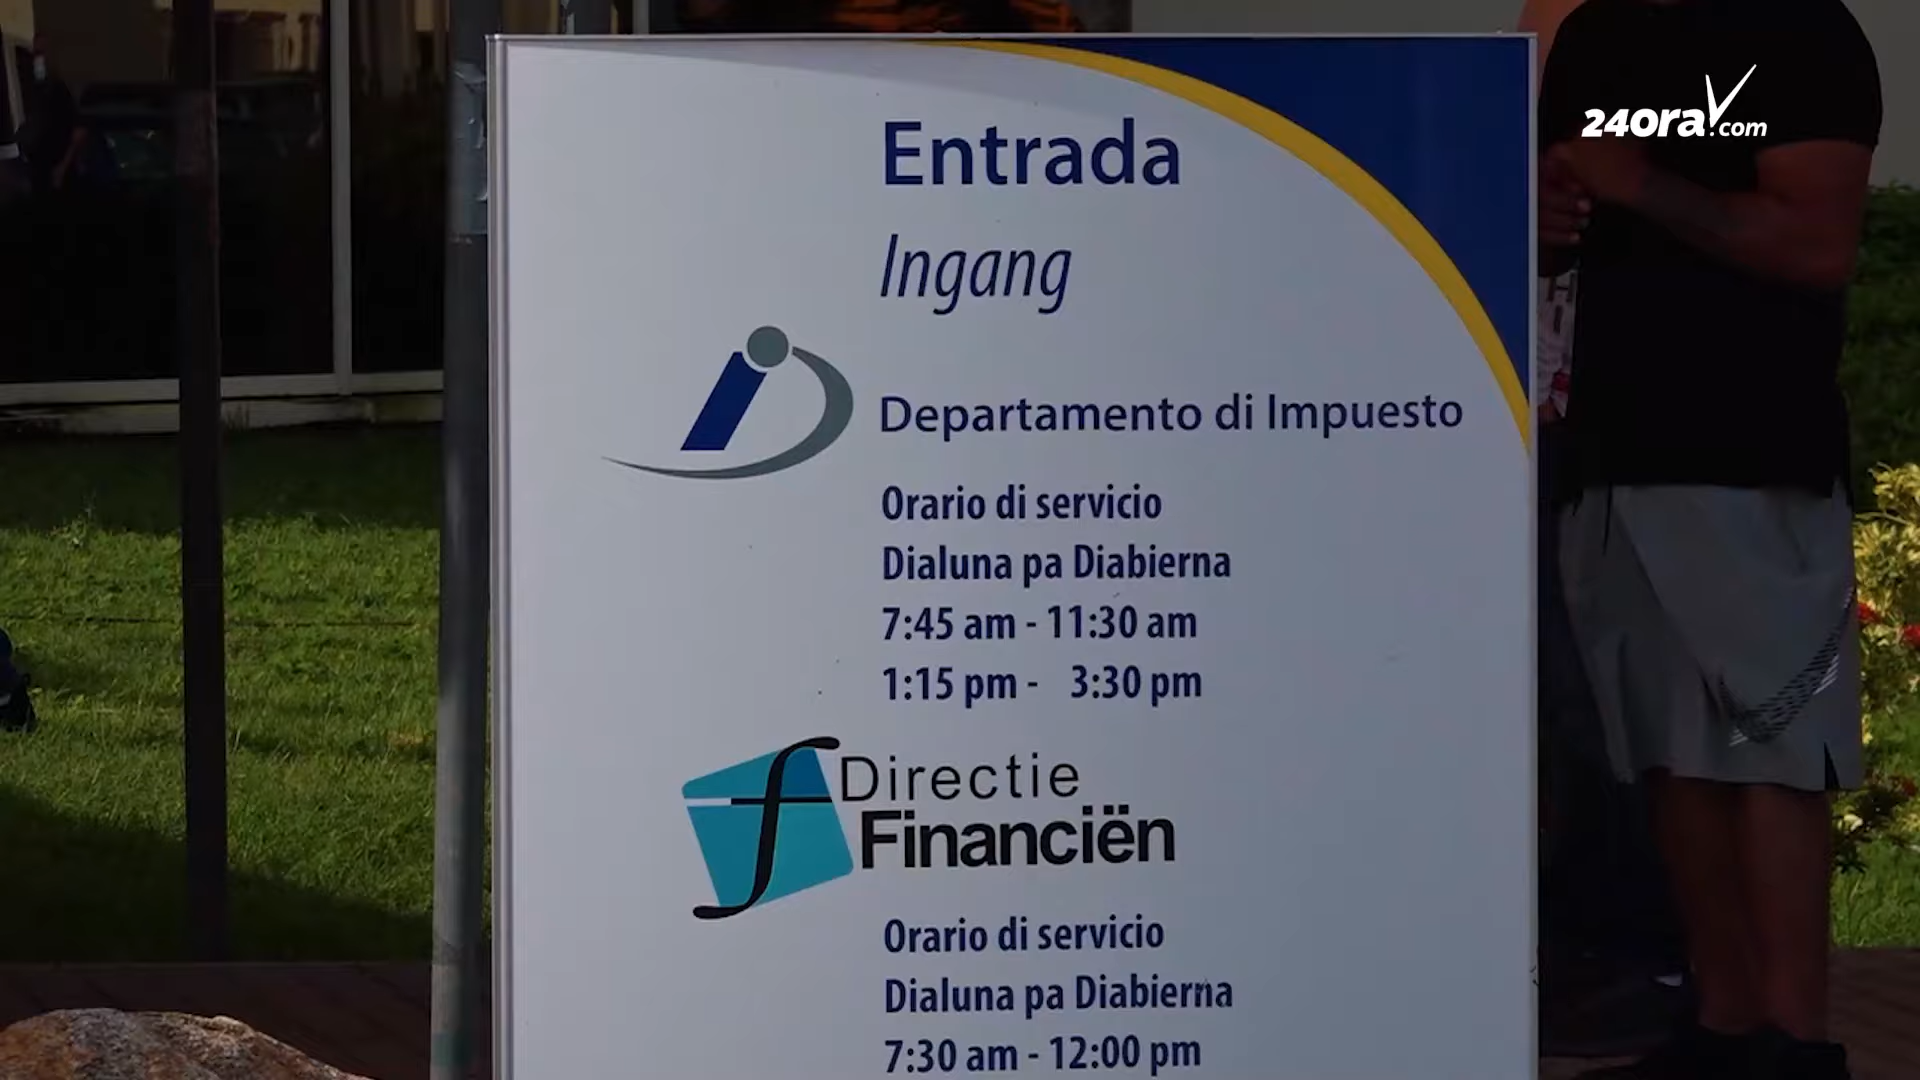 24ora.com
Entrada
Ingang
Departamento di Impuesto
Orario di servicio
Dialuna pa Diabierna
7:45 am - 11:30 am
1:15 pm - 3:30 pm
Directie
Financiën
Orario di servicio
Dialuna pa Diabierna
7:30 am - 12:00 pm